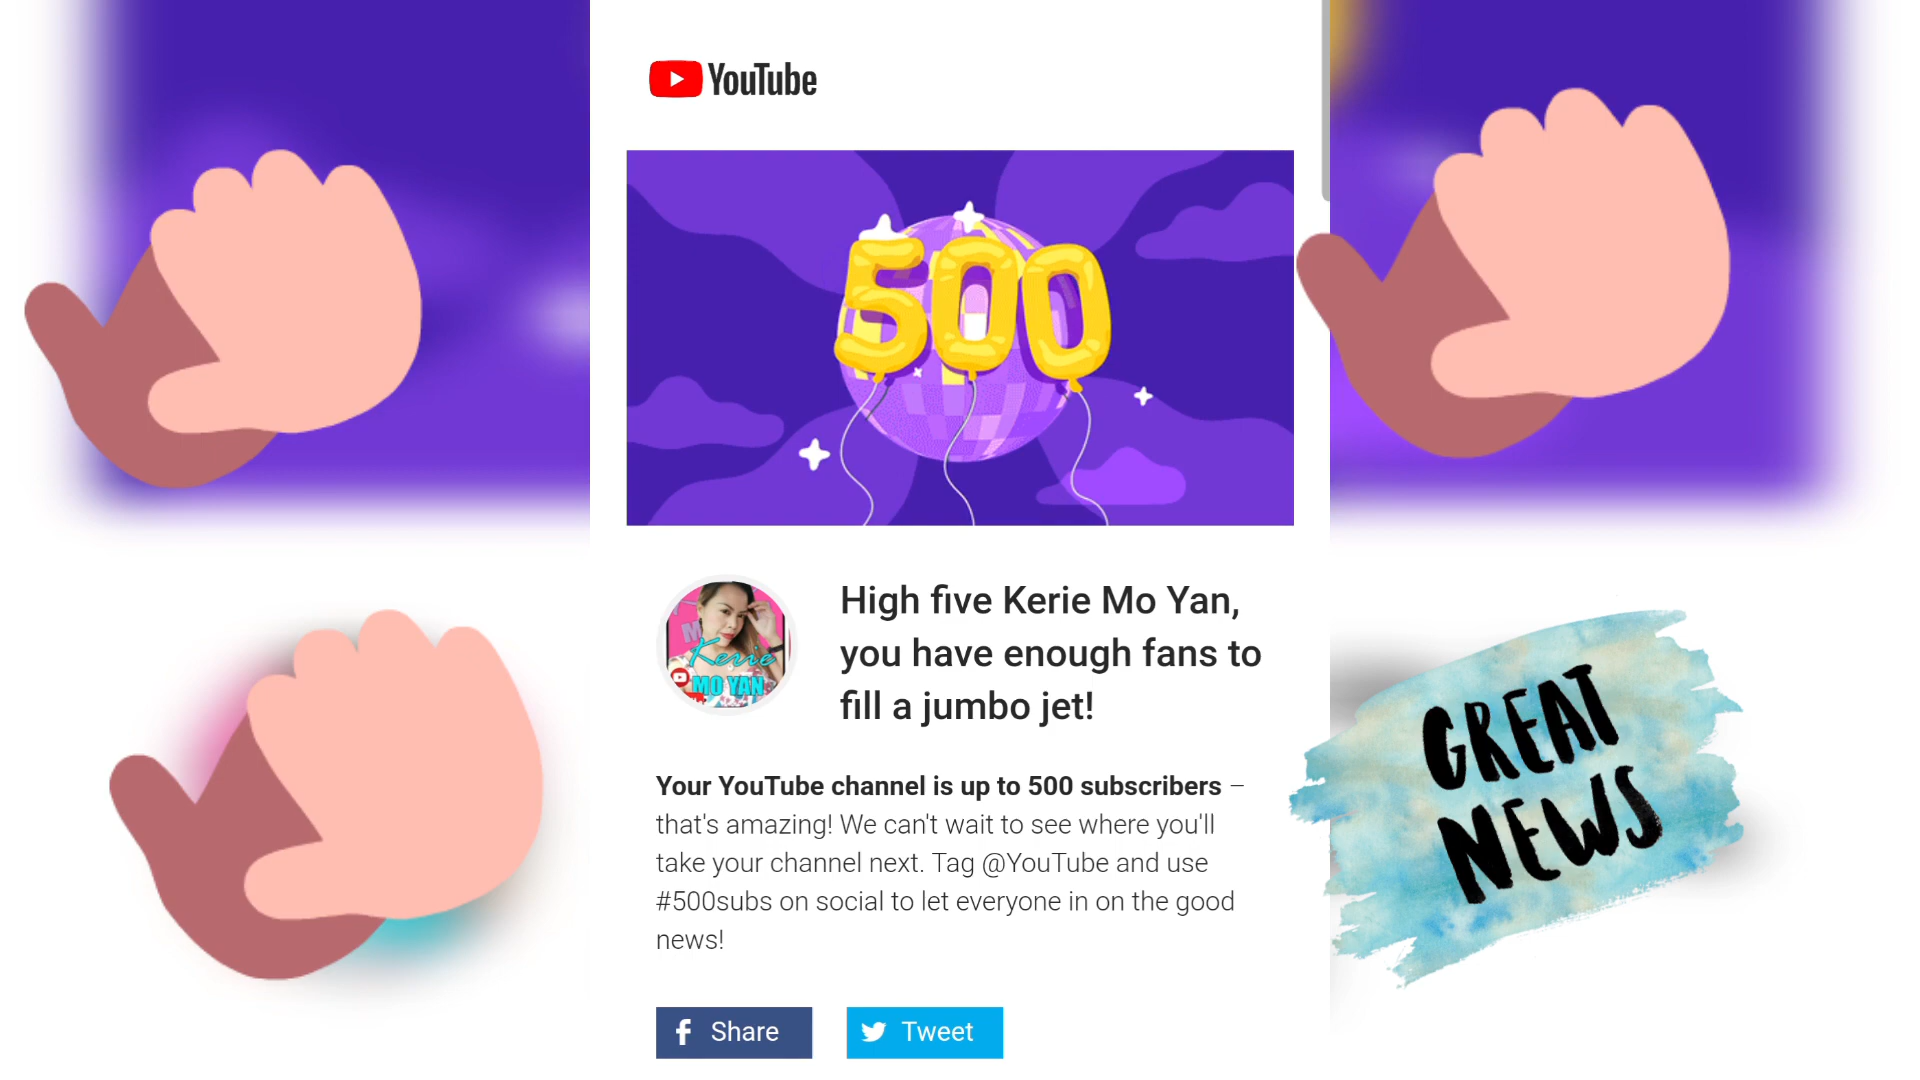 YouTube
500
High five Kerie Mo Yan,
you have enough fans to
fill a jumbo jet!
Kerie
MO YAN
Your YouTube channel is up to 500 subscribers –
that's amazing! We can't wait to see where you'll
take your channel next. Tag @YouTube and use
#500subs on social to let everyone in on the good
news!
Share
Tweet
GREAT
NEWS